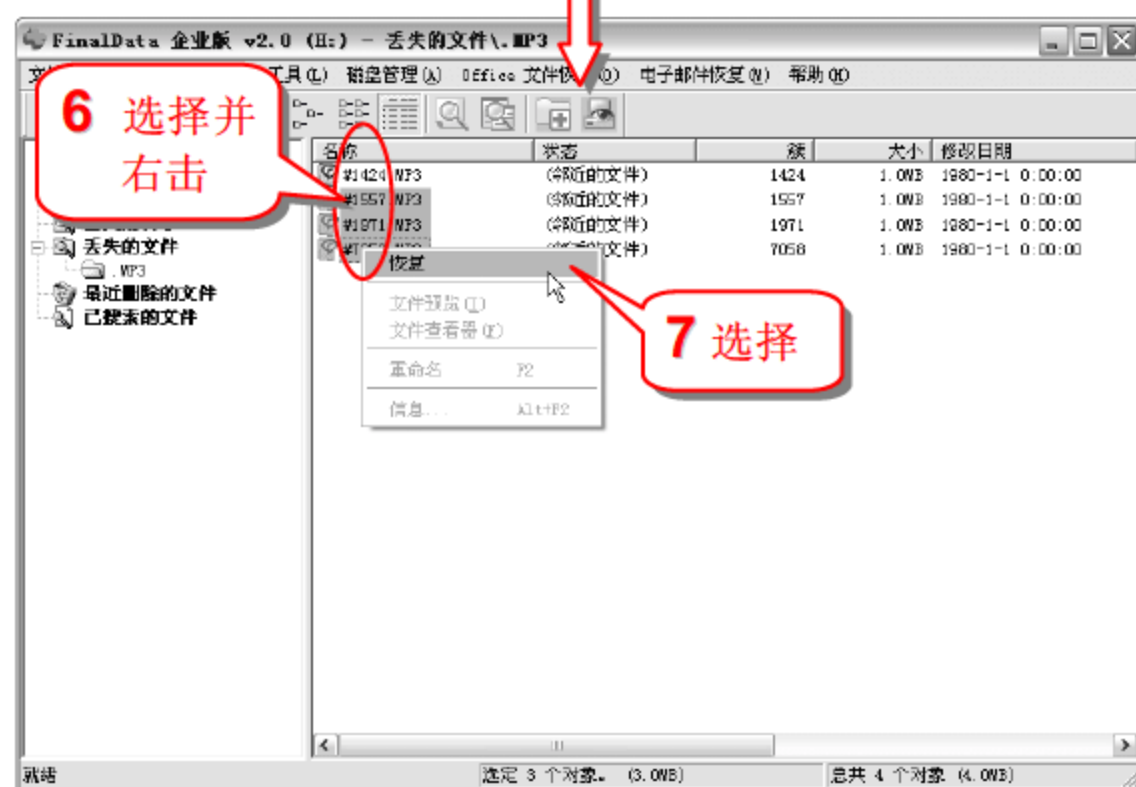 FinalData 企业版 v2.0 (H:) - 丢失的文件\.MP3
工具(L) 磁盘管理(A) Office 文件恢 (O) 电子邮件恢复(M) 帮助(H)
6 选择并
右击
名称 状态 簇 大小 修改日期
#1424.MP3 (邻近的文件) 1424 1.0MB 1980-1-1 0:00:00
#1557.MP3 (邻近的文件) 1557 1.0MB 1980-1-1 0:00:00
#1971.MP3 (邻近的文件) 1971 1.0MB 1980-1-1 0:00:00
7058 1.0MB 1980-1-1 0:00:00
丢失的文件
.MP3
最近删除的文件
已搜索的文件
恢复
文件预览(I)
文件查看器
重命名 F2
信息... Alt+F2
7 选择
就绪 选定 3 个对象。 (3.0MB) 总共 4 个对象 (4.0MB)